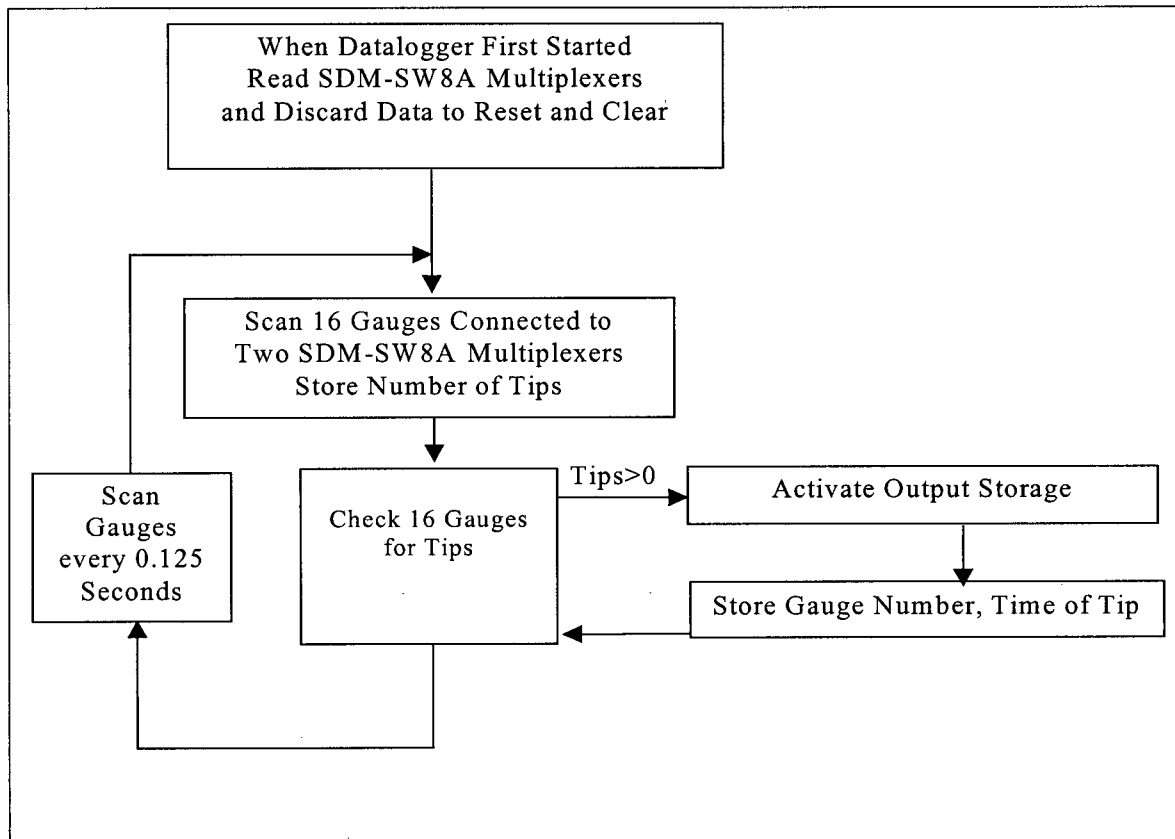 When Datalogger First Started
Read SDM-SW8A Multiplexers
and Discard Data to Reset and Clear
Scan 16 Gauges Connected to
Two SDM-SW8A Multiplexers
Store Number of Tips
Scan
Gauges
every 0.125
Seconds
Check 16 Gauges
for Tips
Tips>0
Activate Output Storage
Store Gauge Number, Time of Tip